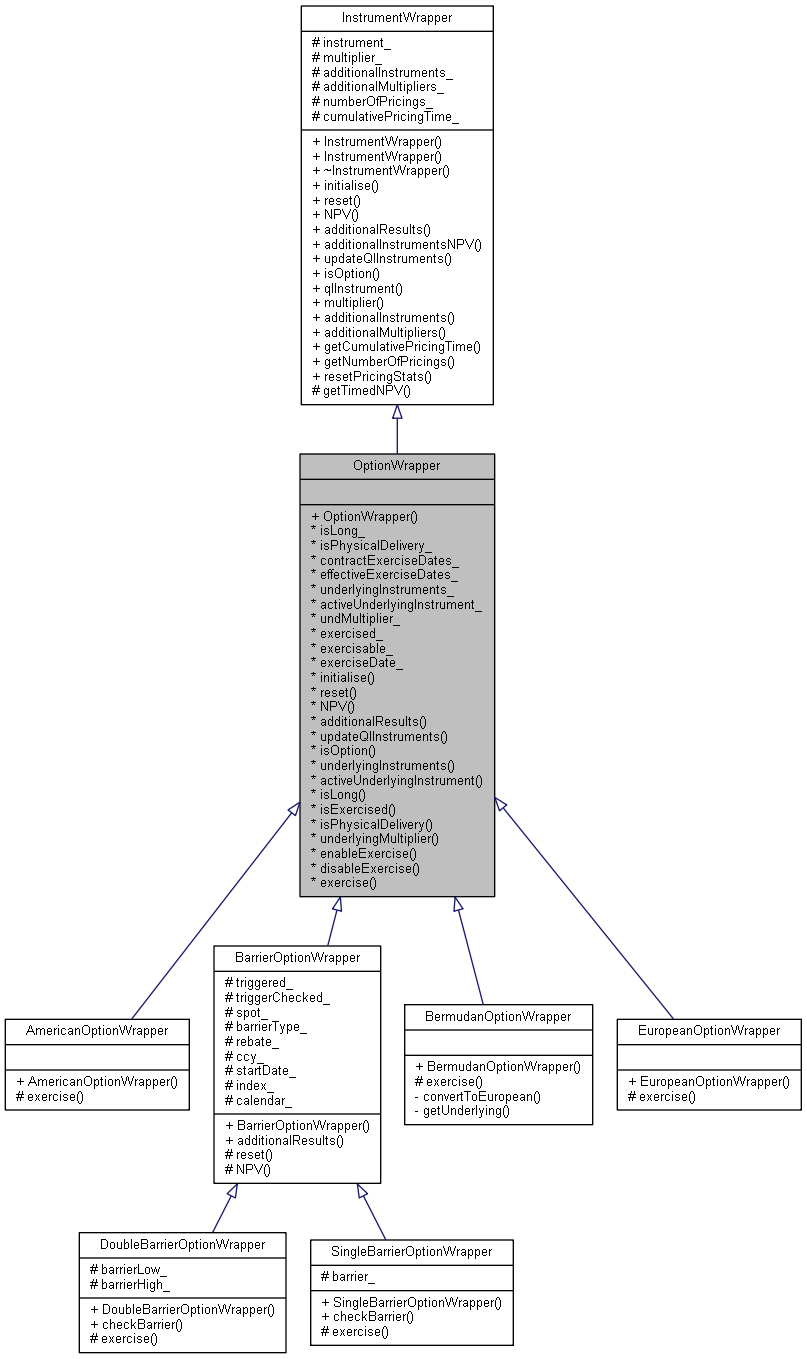 InstrumentWrapper
# instrument_
# multiplier_
# additionalInstruments_
# additionalMultipliers_
# numberOfPricings_
# cumulativePricingTime_
+ InstrumentWrapper()
+ InstrumentWrapper()
+ ~InstrumentWrapper()
+ initialise()
+ reset()
+ NPV()
+ additionalResults()
+ additionalInstrumentsNPV()
+ updateQlInstruments()
+ isOption()
+ qlInstrument()
+ multiplier()
+ additionalInstruments()
+ additionalMultipliers()
+ getCumulativePricingTime()
+ getNumberOfPricings()
+ resetPricingStats()
# getTimedNPV()
OptionWrapper
+ OptionWrapper()
* isLong_
* isPhysicalDelivery_
* contractExerciseDates_
* effectiveExerciseDates_
* underlyingInstruments_
* activeUnderlyingInstrument_
* undMultiplier_
* exercised_
* exercisable_
* exerciseDate_
* initialise()
* reset()
* NPV()
* additionalResults()
* updateQlInstruments()
* isOption()
* underlyingInstruments()
* activeUnderlyingInstrument()
* isLong()
* isExercised()
* isPhysicalDelivery()
* underlyingMultiplier()
* enableExercise()
* disableExercise()
* exercise()
AmericanOptionWrapper
+ AmericanOptionWrapper()
# exercise()
BarrierOptionWrapper
# triggered_
# triggerChecked_
# spot_
# barrierType_
# rebate_
# ccy_
# startDate_
# index_
# calendar_
+ BarrierOptionWrapper()
+ additionalResults()
# reset()
# NPV()
BermudanOptionWrapper
+ BermudanOptionWrapper()
# exercise()
- convertToEuropean()
- getUnderlying()
EuropeanOptionWrapper
+ EuropeanOptionWrapper()
# exercise()
DoubleBarrierOptionWrapper
# barrierLow_
# barrierHigh_
+ DoubleBarrierOptionWrapper()
+ checkBarrier()
# exercise()
SingleBarrierOptionWrapper
# barrier_
+ SingleBarrierOptionWrapper()
+ checkBarrier()
# exercise()